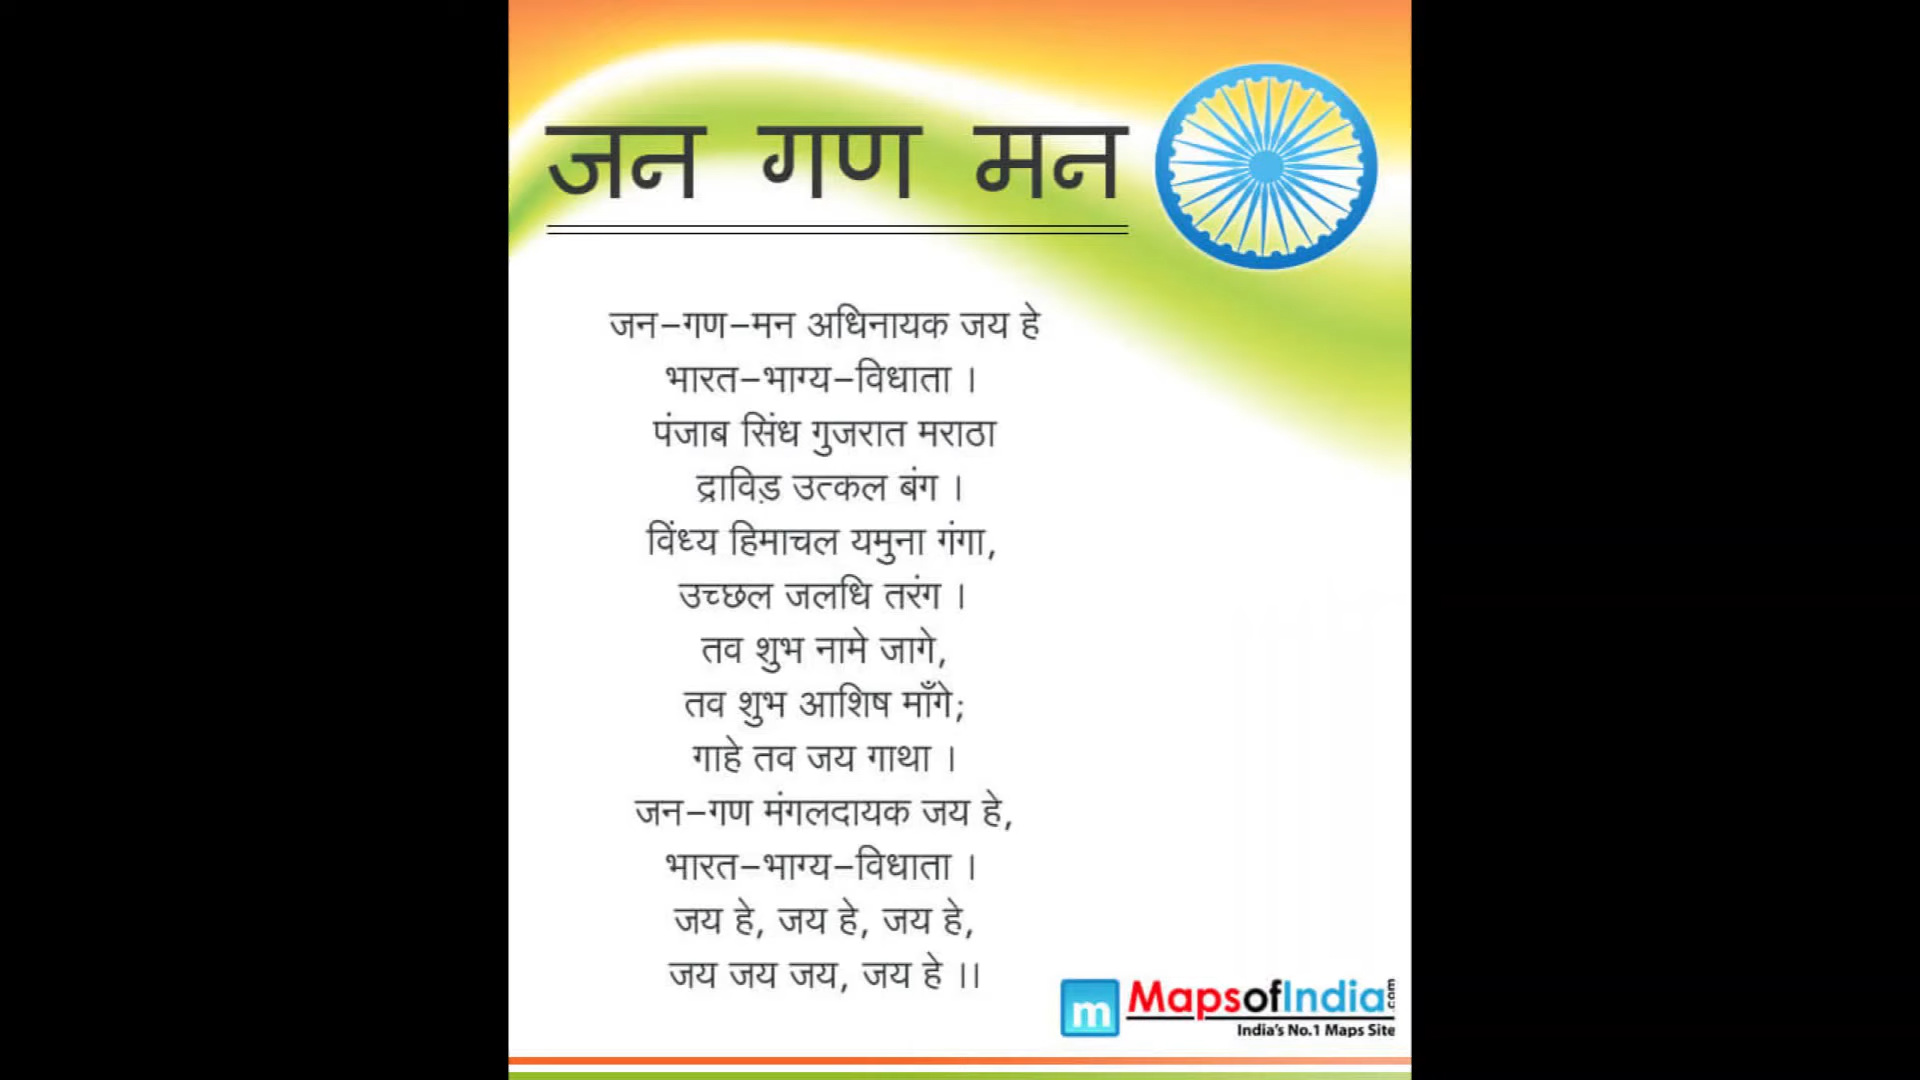 जन गण मन
जन-गण-मन अधिनायक जय हे
भारत-भाग्य-विधाता ।
पंजाब सिंध गुजरात मराठा
द्राविड़ उत्कल बंग ।
विंध्य हिमाचल यमुना गंगा,
उच्छल जलधि तरंग ।
तव शुभ नामे जागे,
तव शुभ आशिष माँगे;
गाहे तव जय गाथा ।
जन-गण मंगलदायक जय हे,
भारत-भाग्य-विधाता ।
जय हे, जय हे, जय हे,
जय जय जय, जय हे ।।
m MapsofIndia.com
India's No.1 Maps Site